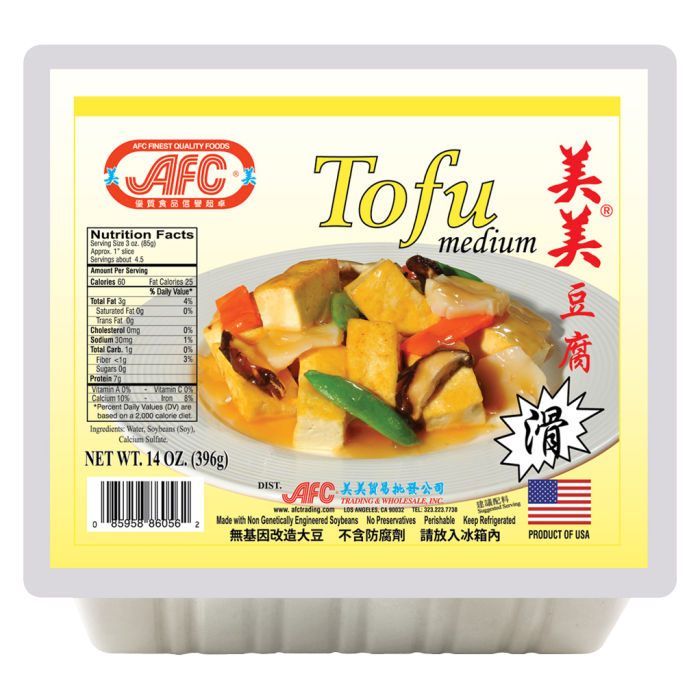 AFC FINEST QUALITY FOODS
美 AFC ® 美
優質食品信譽超卓
Tofu
medium
美美®豆腐
滑
Nutrition Facts
Serving Size 3 oz. (85g)
Approx. 1" slice
Servings about 4.5
Amount Per Serving
Calories 60 Fat Calories 25
% Daily Value*
Total Fat 3g 4%
Saturated Fat 0g 0%
Trans Fat 0g
Cholesterol 0mg 0%
Sodium 30mg 1%
Total Carb. 1g 0%
Fiber <1g 3%
Sugars 0g
Protein 7g
Vitamin A 0% - Vitamin C 0%
Calcium 10% - Iron 8%
*Percent Daily Values (DV) are
based on a 2,000 calorie diet.
Ingredients: Water, Soybeans (Soy),
Calcium Sulfate.
NET WT. 14 OZ. (396g)
0 85958 86056 2
DIST. AFC 美美貿易批發公司
TRADING & WHOLESALE, INC.
www. afctrading.com LOS ANGELES, CA 90032 TEL: 323.223.7738
建議配料
Suggested Serving
Made with Non Genetically Engineered Soybeans No Preservatives Perishable Keep Refrigerated
無基因改造大豆 不含防腐劑 請放入冰箱內
PRODUCT OF USA